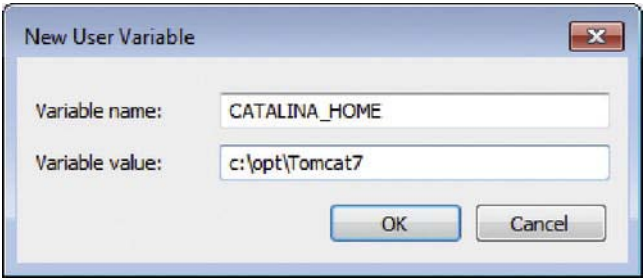 New User Variable
Variable name: CATALINA_HOME
Variable value: c:\opt\Tomcat7
OK Cancel